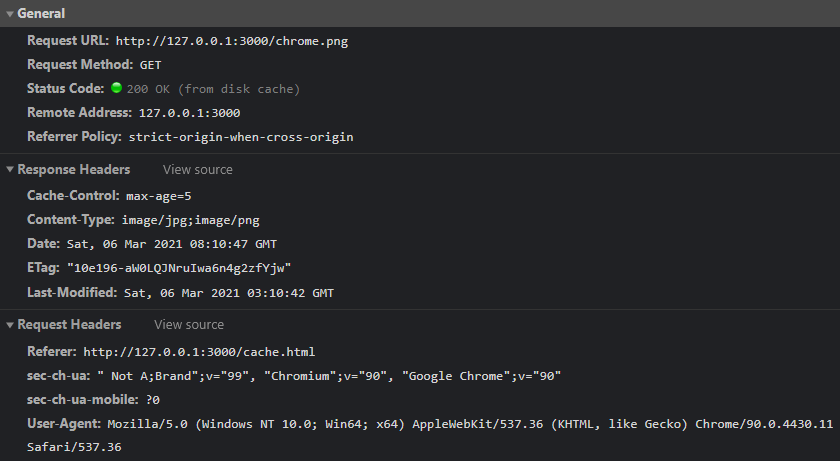 General
Request URL: http://127.0.0.1:3000/chrome.png
Request Method: GET
Status Code: 200 OK (from disk cache)
Remote Address: 127.0.0.1:3000
Referrer Policy: strict-origin-when-cross-origin
Response Headers View source
Cache-Control: max-age=5
Content-Type: image/jpg;image/png
Date: Sat, 06 Mar 2021 08:10:47 GMT
ETag: "10e196-aW0LQJNruIwa6n4g2zfYjw"
Last-Modified: Sat, 06 Mar 2021 03:10:42 GMT
Request Headers View source
Referer: http://127.0.0.1:3000/cache.html
sec-ch-ua: " Not A;Brand";v="99", "Chromium";v="90", "Google Chrome";v="90"
sec-ch-ua-mobile: ?0
User-Agent: Mozilla/5.0 (Windows NT 10.0; Win64; x64) AppleWebKit/537.36 (KHTML, like Gecko) Chrome/90.0.4430.11
Safari/537.36